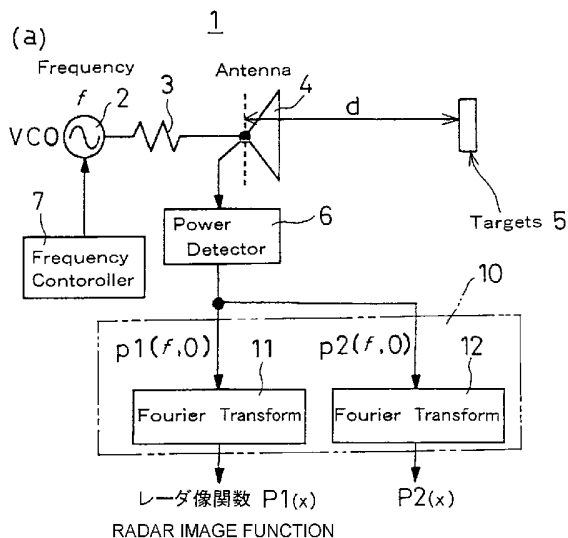 1
(a)
Frequency
f
2
3
Antenna
4
d
VCO
7
Frequency
Contoroller
Power
Detector
6
Targets 5
10
p1(f,0)
11
p2(f,0)
12
Fourier Transform
Fourier Transform
レーダ像関数 P1(x)
P2(x)
RADAR IMAGE FUNCTION